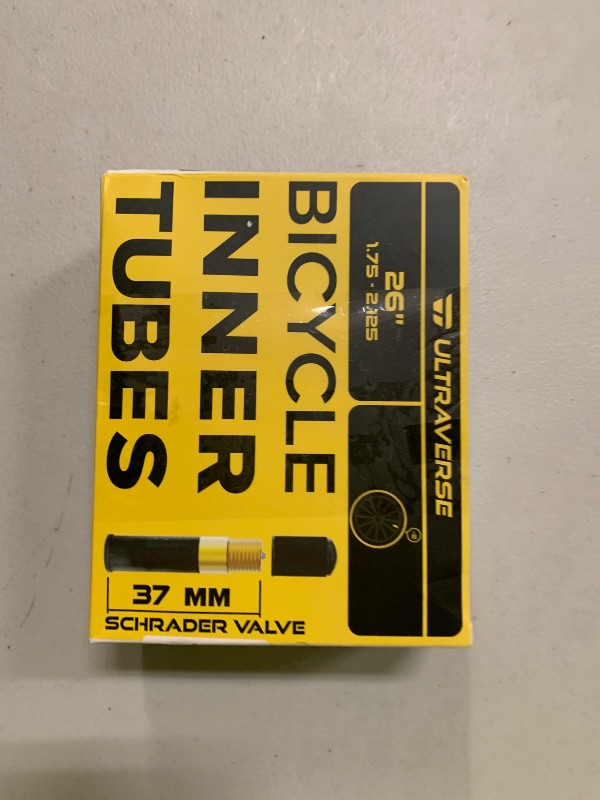 ULTRAVERSE
26"
1.75 - 2.125
BICYCLE
INNER
TUBES
37 MM
SCHRADER VALVE